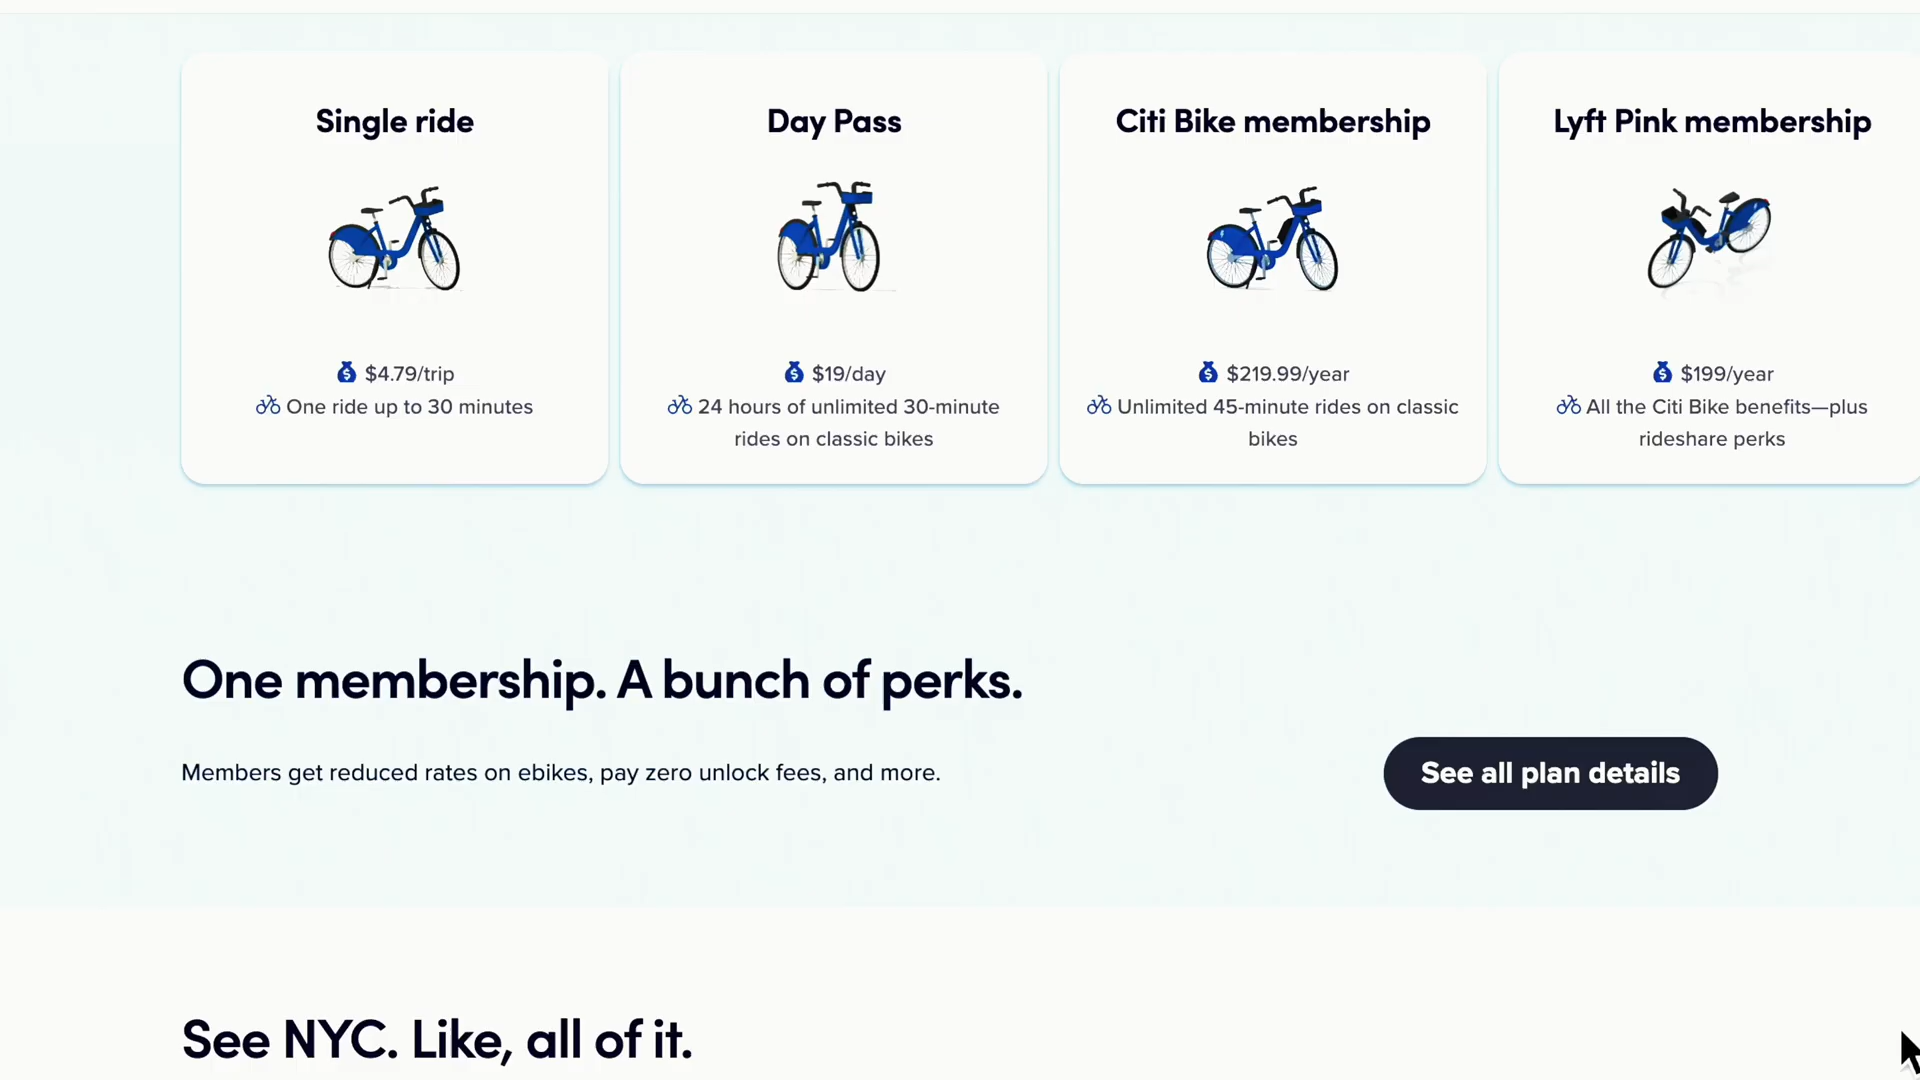 Single ride
$4.79/trip
One ride up to 30 minutes
Day Pass
$19/day
24 hours of unlimited 30-minute
rides on classic bikes
Citi Bike membership
$219.99/year
Unlimited 45-minute rides on classic
bikes
Lyft Pink membership
$199/year
All the Citi Bike benefits—plus
rideshare perks
One membership. A bunch of perks.
Members get reduced rates on ebikes, pay zero unlock fees, and more.
See all plan details
See NYC. Like, all of it.